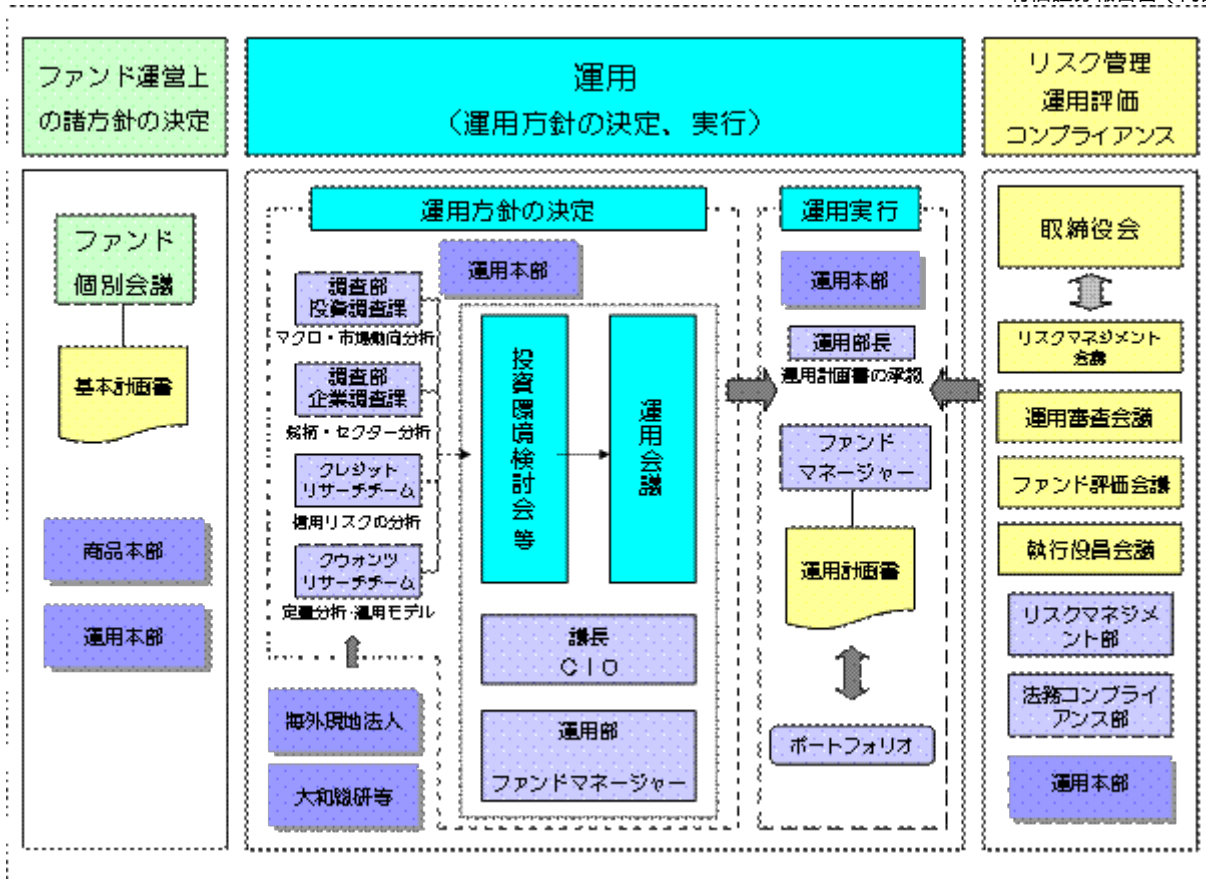 ファンド運営上
の諸方針の決定
運用
(運用方針の決定、実行)
リスク管理
運用評価
コンプライアンス
ファンド
個別会議
基本計画書
商品本部
運用本部
運用方針の決定
運用本部
調査部
投資調査課
マクロ・市場動向分析
調査部
企業調査課
銘柄・セクター分析
クレジット
リサーチチーム
信用リスクの分析
クウォンツ
リサーチチーム
定量分析・運用モデル
海外現地法人
大和総研等
投資環境検討会等
運用会議
議長
CIO
運用部
ファンドマネージャー
運用実行
運用本部
運用部長
運用計画書の承認
ファンド
マネージャー
運用計画書
ポートフォリオ
取締役会
リスクマネジメント
会議
運用審査会議
ファンド評価会議
執行役員会議
リスクマネジメ
ント部
法務コンプライ
アンス部
運用本部